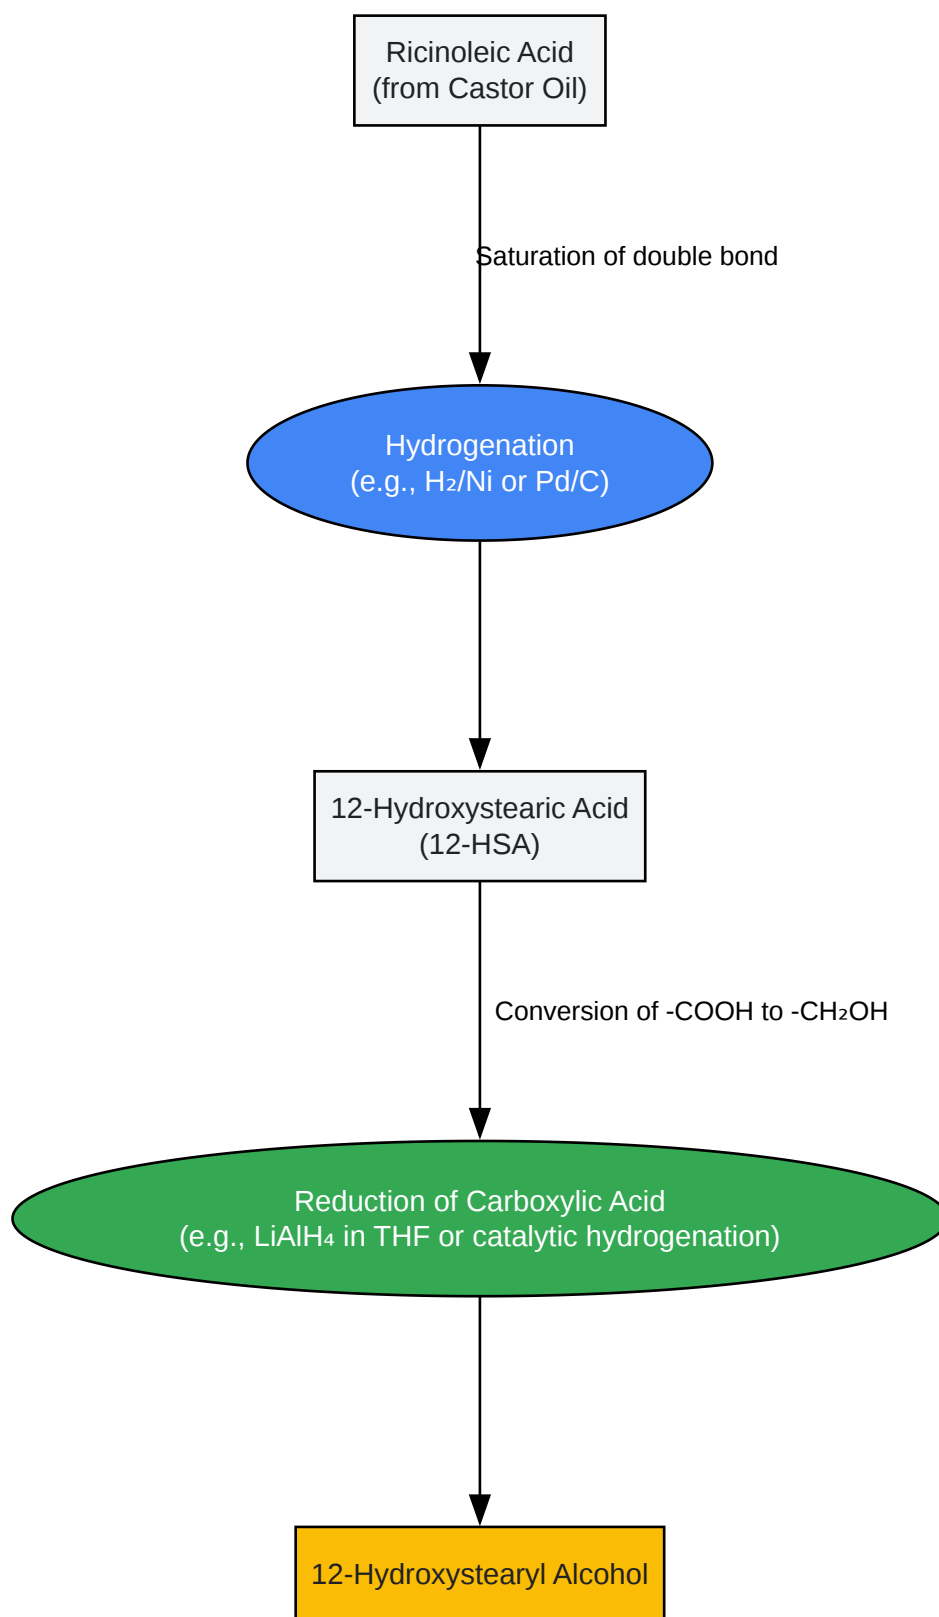 Ricinoleic Acid
(from Castor Oil)
Saturation of double bond
Hydrogenation
(e.g., H₂/Ni or Pd/C)
12-Hydroxystearic Acid
(12-HSA)
Conversion of -COOH to -CH₂OH
Reduction of Carboxylic Acid
(e.g., LiAlH₄ in THF or catalytic hydrogenation)
12-Hydroxystearyl Alcohol